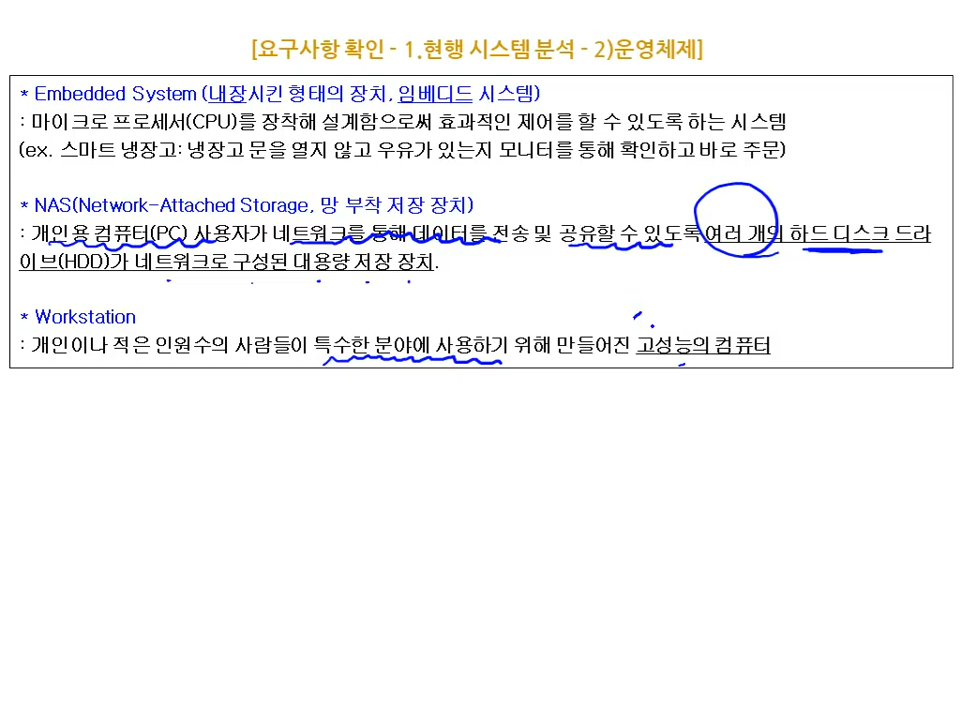 [요구사항 확인 - 1.현행 시스템 분석 - 2)운영체제]
* Embedded System (내장시킨 형태의 장치, 임베디드 시스템)
: 마이크로 프로세서(CPU)를 장착해 설계함으로써 효과적인 제어를 할 수 있도록 하는 시스템
(ex. 스마트 냉장고: 냉장고 문을 열지 않고 우유가 있는지 모니터를 통해 확인하고 바로 주문)
* NAS(Network-Attached Storage, 망 부착 저장 장치)
: 개인용 컴퓨터(PC) 사용자가 네트워크를 통해 데이터를 전송 및 공유할 수 있도록 여러 개의 하드 디스크 드라
이브(HDD)가 네트워크로 구성된 대용량 저장 장치.
* Workstation
: 개인이나 적은 인원수의 사람들이 특수한 분야에 사용하기 위해 만들어진 고성능의 컴퓨터